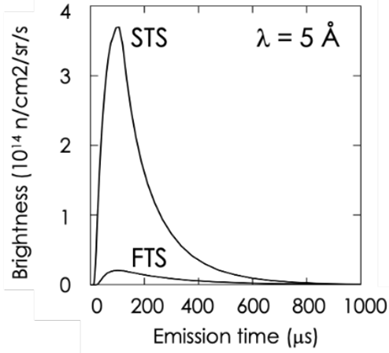 Brightness (10¹⁴ n/cm2/sr/s)
4
3
2
1
0
STS
λ = 5 Å
FTS
0 200 400 600 800 1000
Emission time (μs)